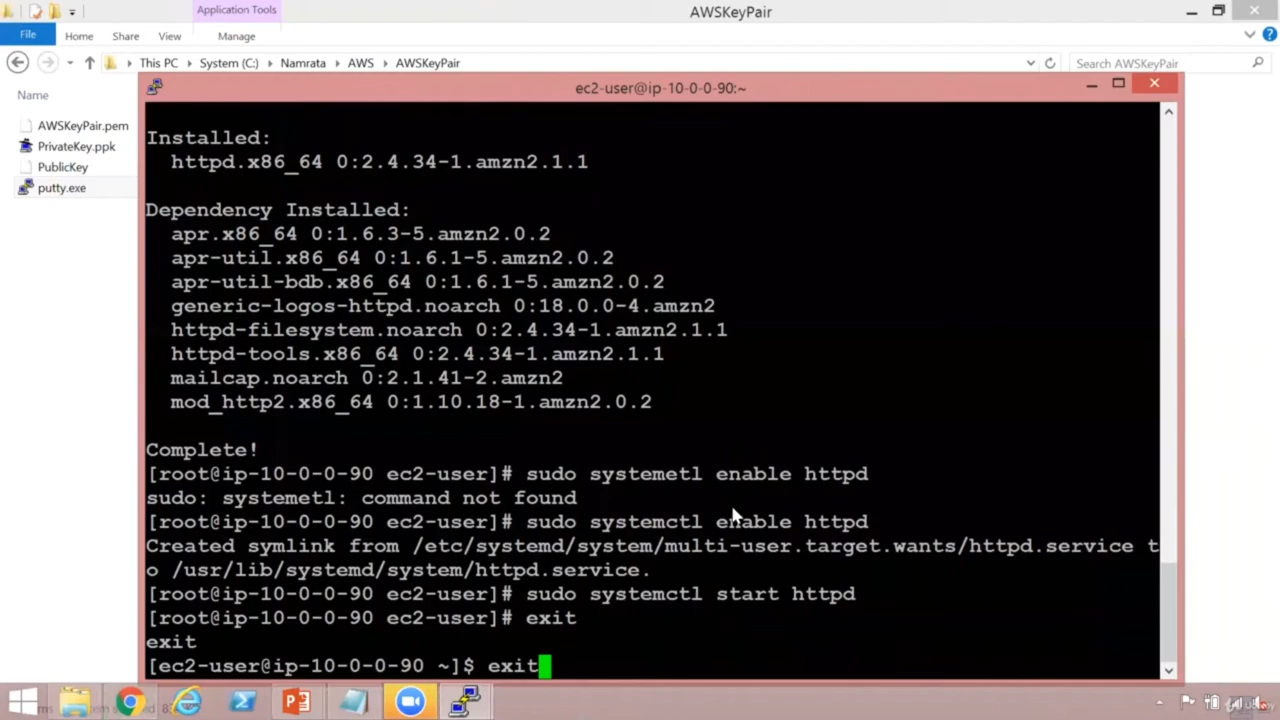 Application Tools
AWSKeyPair
File
Home
Share
View
Manage
This PC
System (C:)
Namrata
AWS
AWSKeyPair
Search AWSKeyPair
Name
AWSKeyPair.pem
PrivateKey.ppk
PublicKey
putty.exe
ec2-user@ip-10-0-0-90:~
Installed:
httpd.x86_64 0:2.4.34-1.amzn2.1.1
Dependency Installed:
apr.x86_64 0:1.6.3-5.amzn2.0.2
apr-util.x86_64 0:1.6.1-5.amzn2.0.2
apr-util-bdb.x86_64 0:1.6.1-5.amzn2.0.2
generic-logos-httpd.noarch 0:18.0.0-4.amzn2
httpd-filesystem.noarch 0:2.4.34-1.amzn2.1.1
httpd-tools.x86_64 0:2.4.34-1.amzn2.1.1
mailcap.noarch 0:2.1.41-2.amzn2
mod_http2.x86_64 0:1.10.18-1.amzn2.0.2
Complete!
[root@ip-10-0-0-90 ec2-user]# sudo systemetl enable httpd
sudo: systemetl: command not found
[root@ip-10-0-0-90 ec2-user]# sudo systemctl enable httpd
Created symlink from /etc/systemd/system/multi-user.target.wants/httpd.service t
o /usr/lib/systemd/system/httpd.service.
[root@ip-10-0-0-90 ec2-user]# sudo systemctl start httpd
[root@ip-10-0-0-90 ec2-user]# exit
exit
[ec2-user@ip-10-0-0-90 ~]$ exit